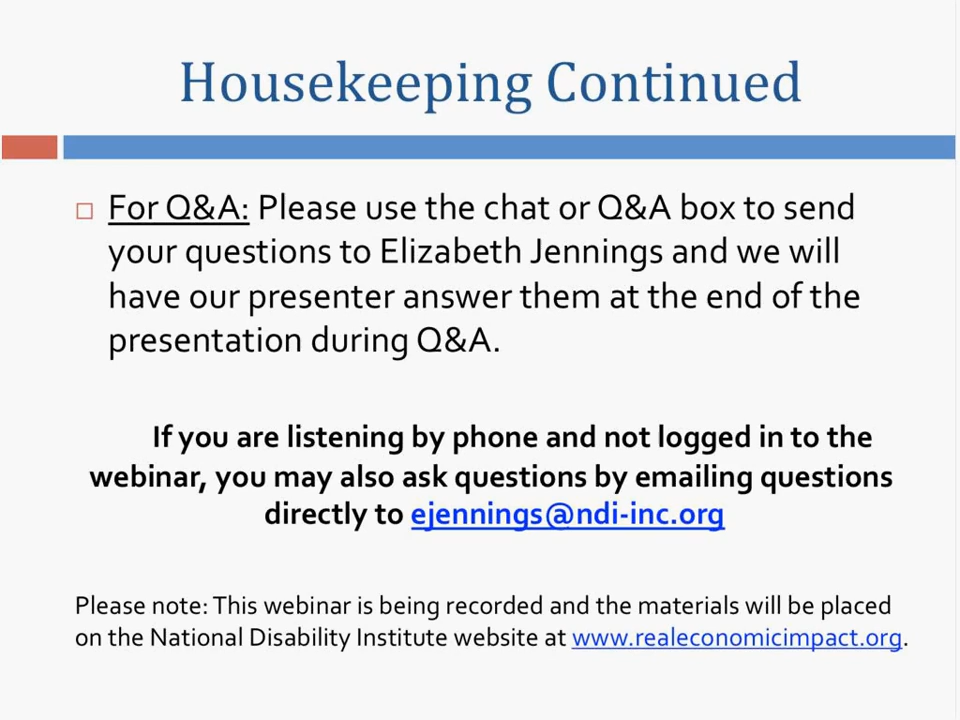 Housekeeping Continued
For Q&A: Please use the chat or Q&A box to send
your questions to Elizabeth Jennings and we will
have our presenter answer them at the end of the
presentation during Q&A.
If you are listening by phone and not logged in to the
webinar, you may also ask questions by emailing questions
directly to ejennings@ndi-inc.org
Please note: This webinar is being recorded and the materials will be placed
on the National Disability Institute website at www.realeconomicimpact.org.